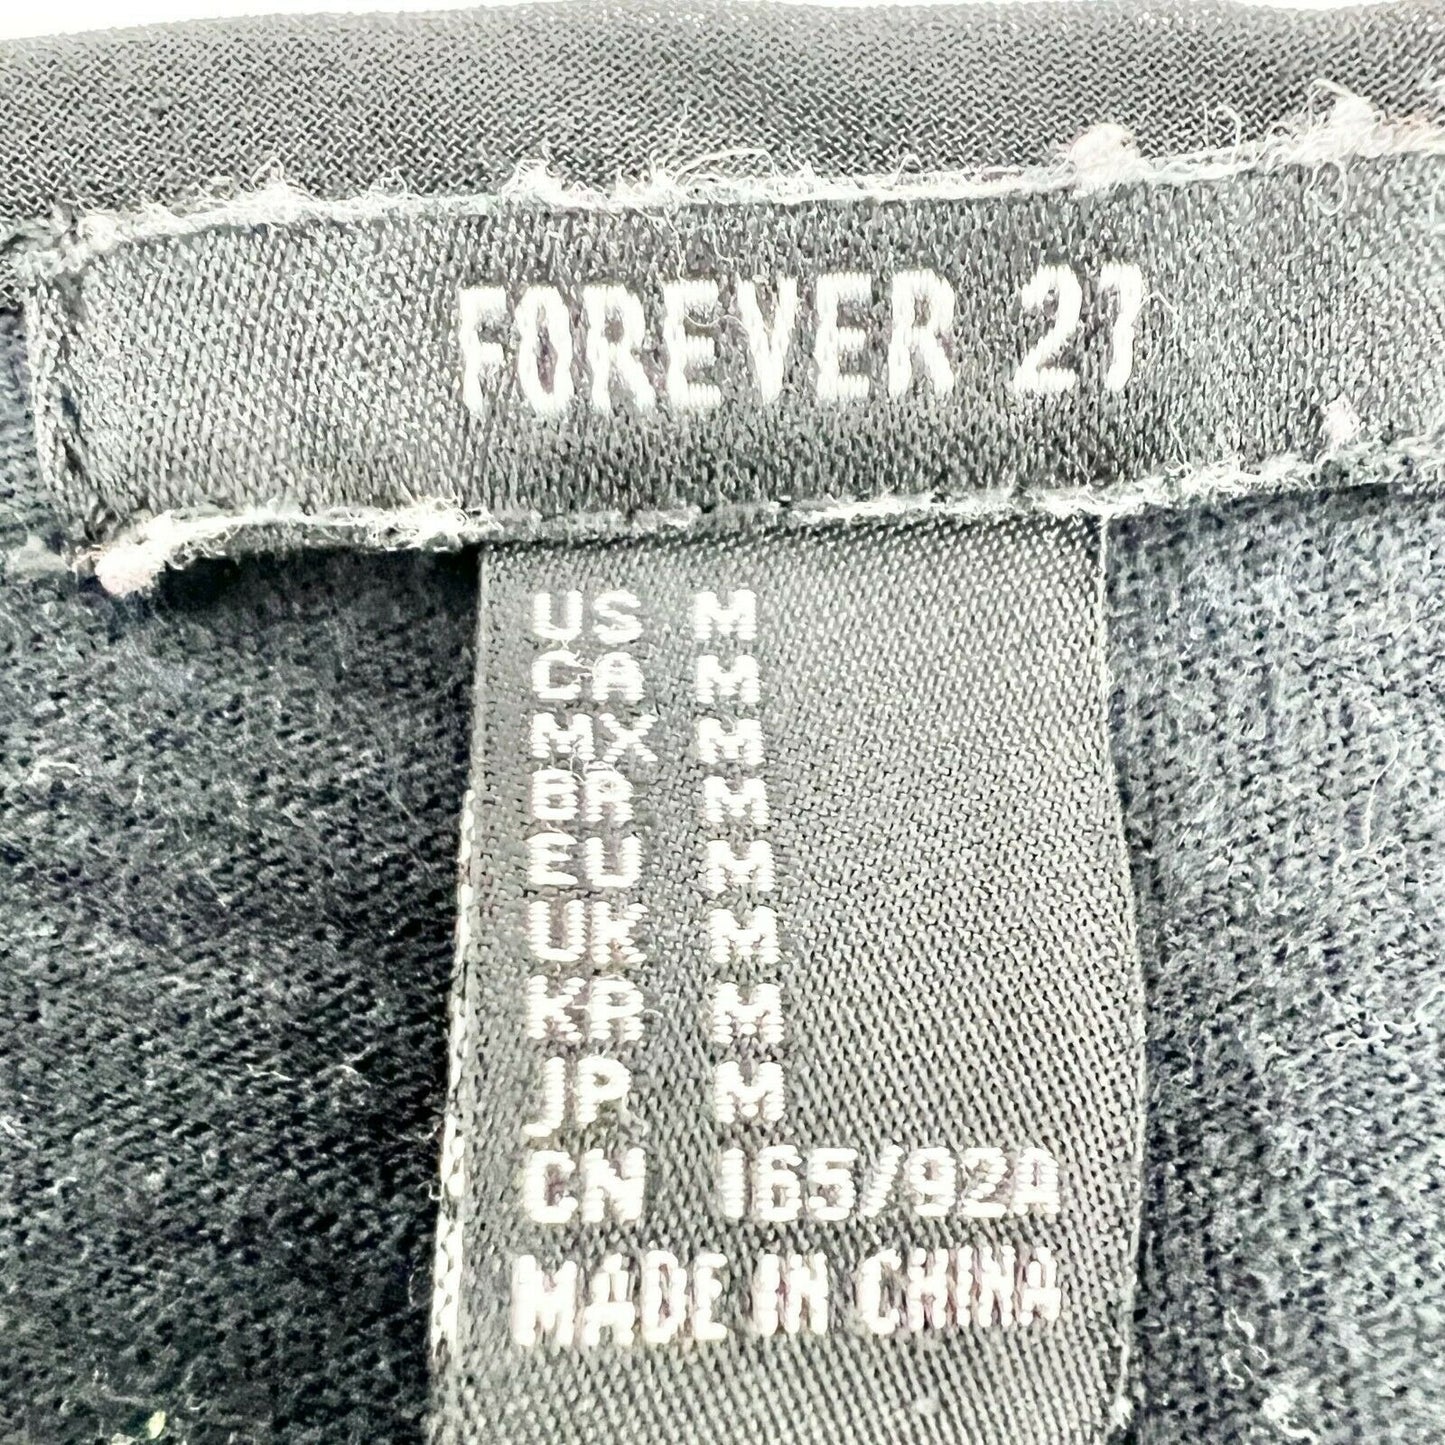 FOREVER 21
US M
CA M
MX M
BR M
EU M
UK M
KR M
JP M
CN 165/92A
MADE IN CHINA